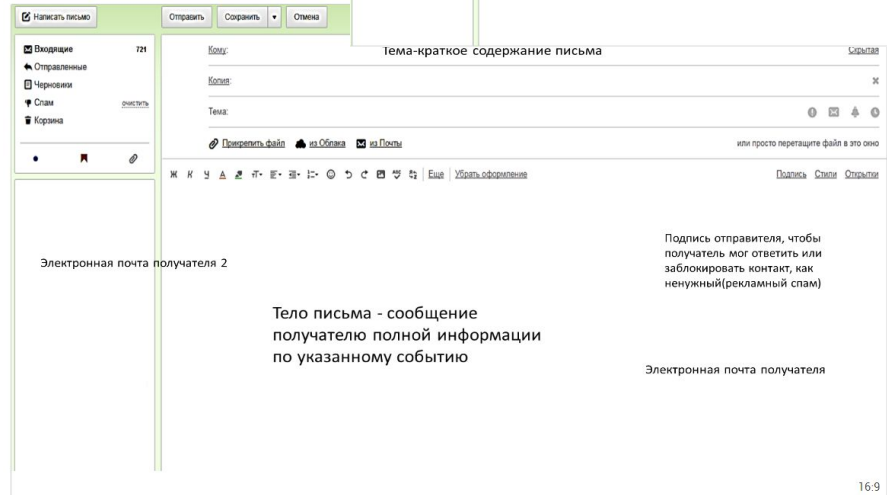 Написать письмо
Отправить Сохранить Отмена
Входящие 721
Отправленные
Черновики
Спам очистить
Корзина
Кому:
Тема-краткое содержание письма
Скрытая
Копия:
Тема:
Прикрепить файл из Облака из Почты
или просто перетащите файл в это окно
Ж К У А Еще Убрать оформление
Подпись Стили Открытки
Подпись отправителя, чтобы
получатель мог ответить или
заблокировать контакт, как
ненужный(рекламный спам)
Электронная почта получателя 2
Тело письма - сообщение
получателю полной информации
по указанному событию
Электронная почта получателя
16:9